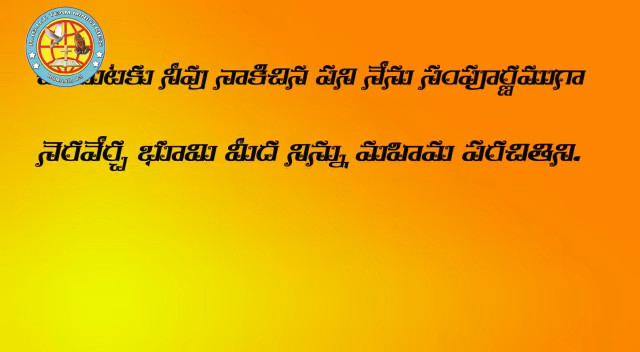 నీవు నాకిచిన పని నేను సంపూర్ణముగా
నెరవేర్చ భూమి మీద నిన్ను మహిమ పరచితిని.